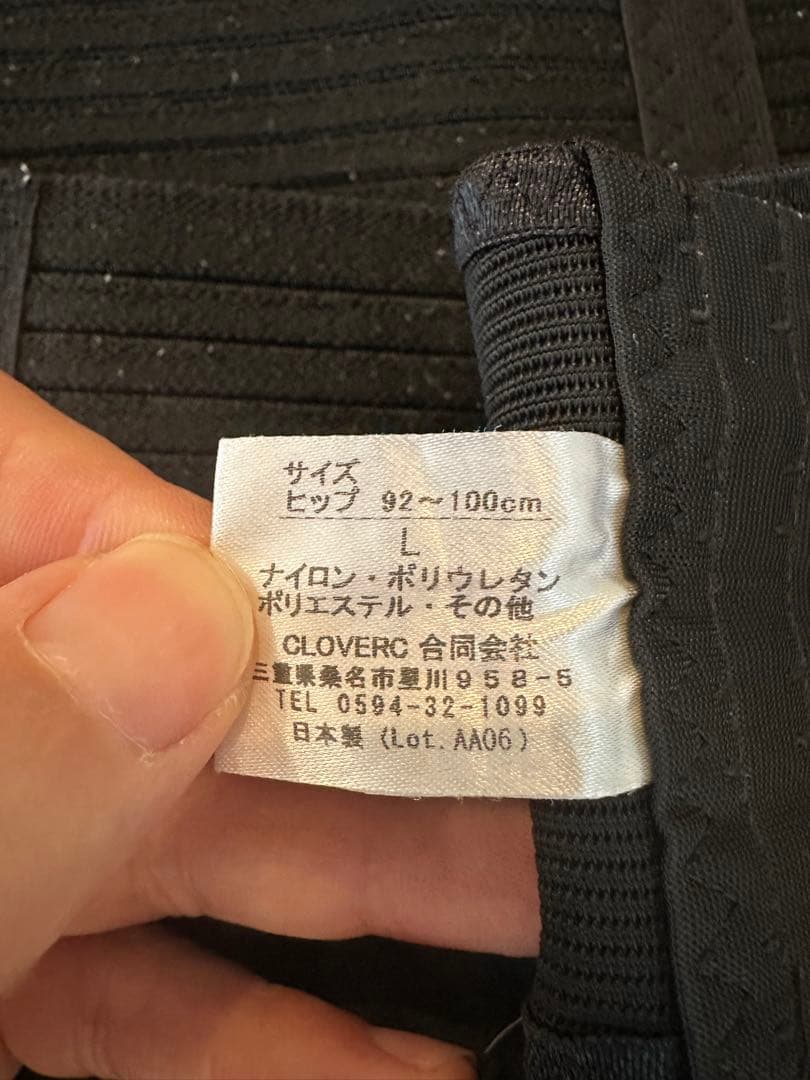 サイズ
ヒップ 92～100cm
L
ナイロン・ポリウレタン
ポリエステル・その他
CLOVERC 合同会社
三重県桑名市星川958-5
TEL 0594-32-1099
日本製 (Lot.AA06)